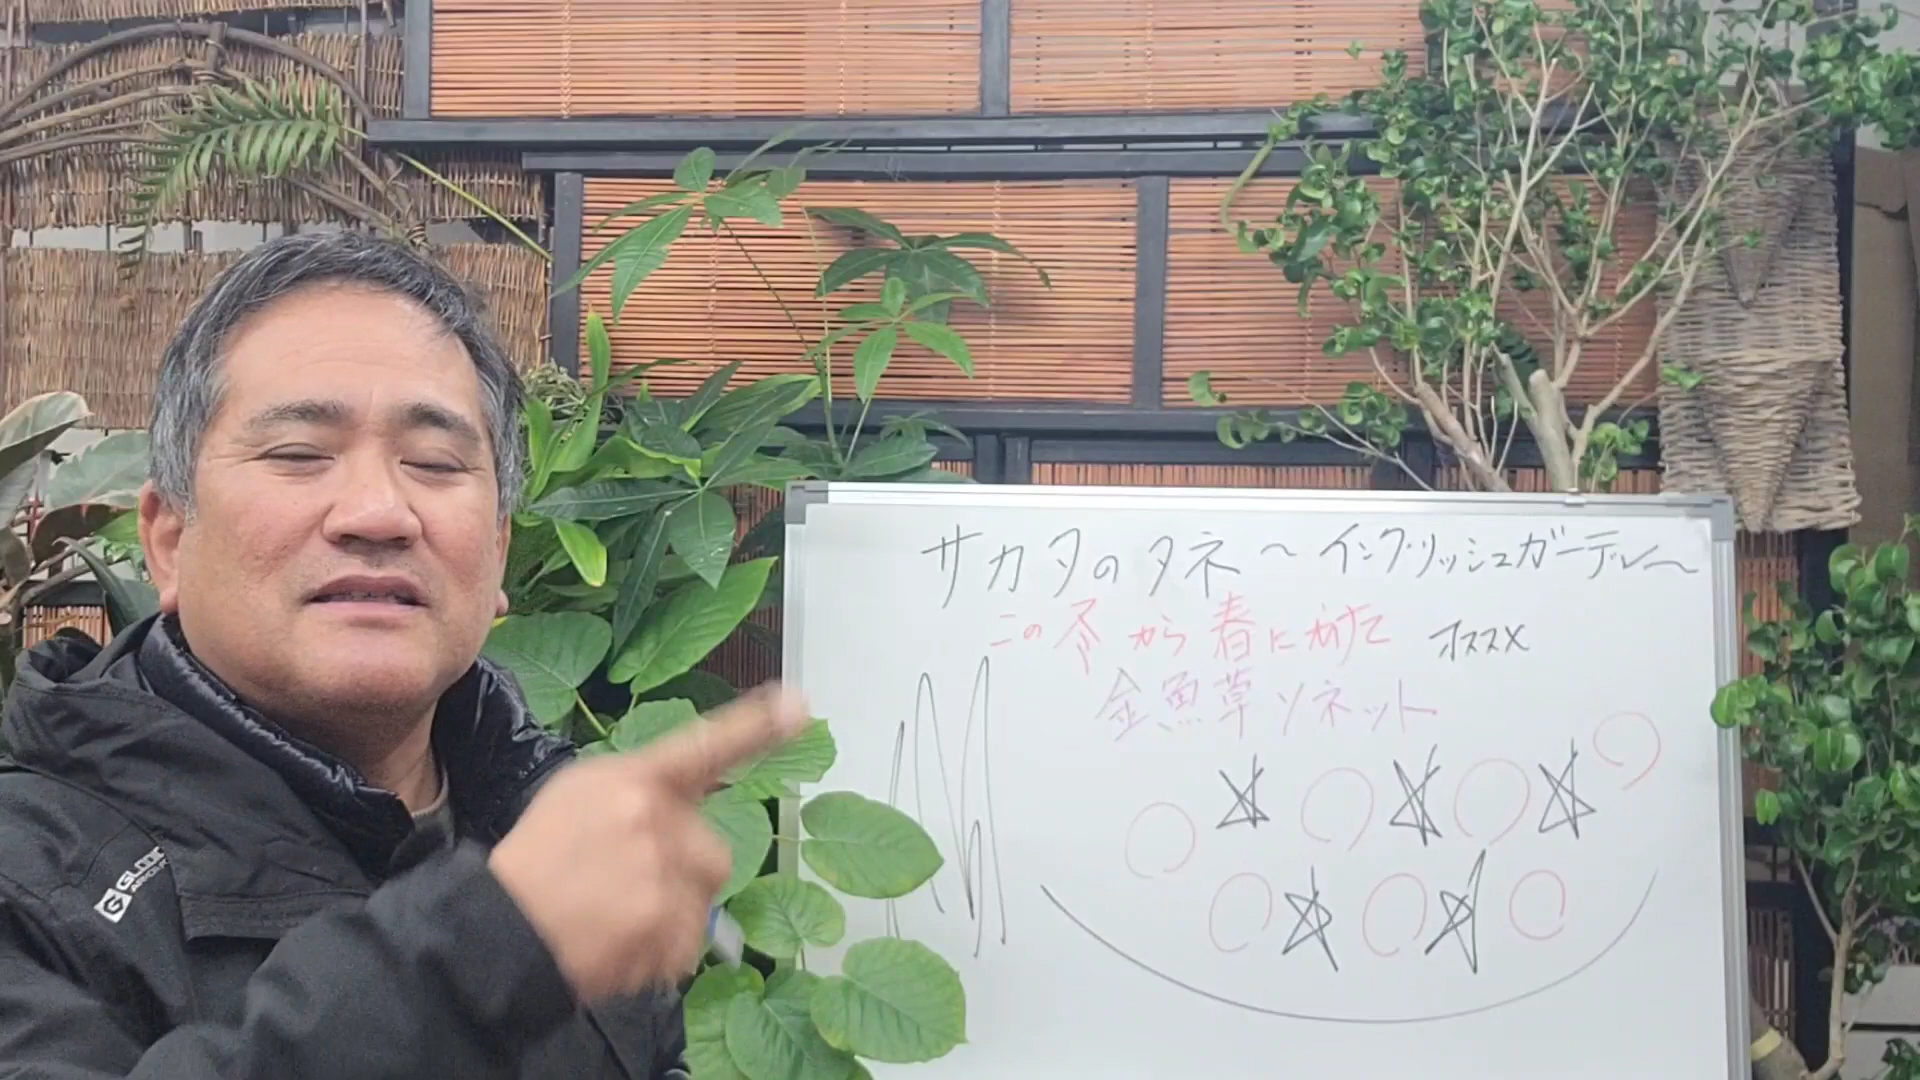 サカタのタネ～イングリッシュガーデン～
この冬から春にかけて オススメ
金魚草ソネット